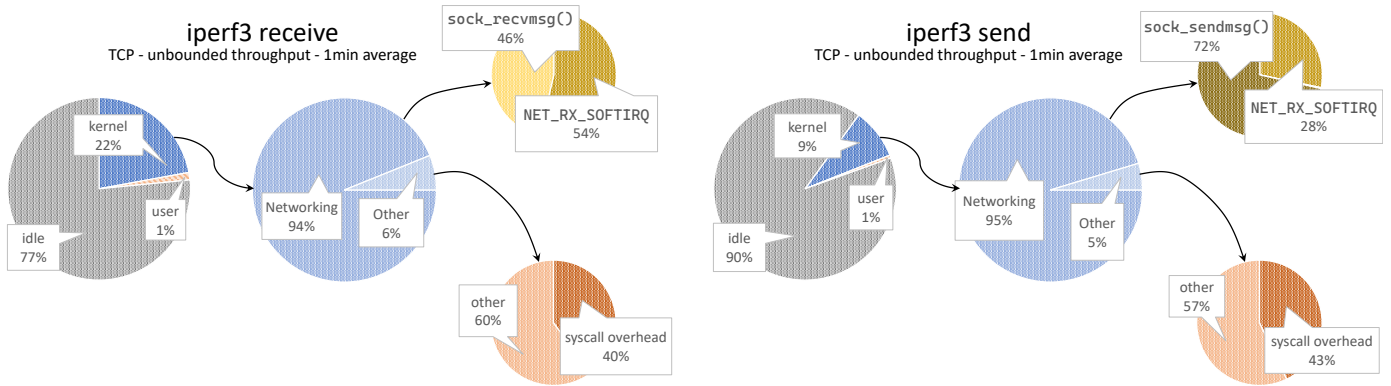 iperf3 receive
TCP - unbounded throughput - 1min average
sock_recvmsg()
46%
NET_RX_SOFTIRQ
54%
kernel
22%
user
1%
idle
77%
Networking
94%
Other
6%
other
60%
syscall overhead
40%
iperf3 send
TCP - unbounded throughput - 1min average
sock_sendmsg()
72%
NET_RX_SOFTIRQ
28%
kernel
9%
user
1%
idle
90%
Networking
95%
Other
5%
other
57%
syscall overhead
43%